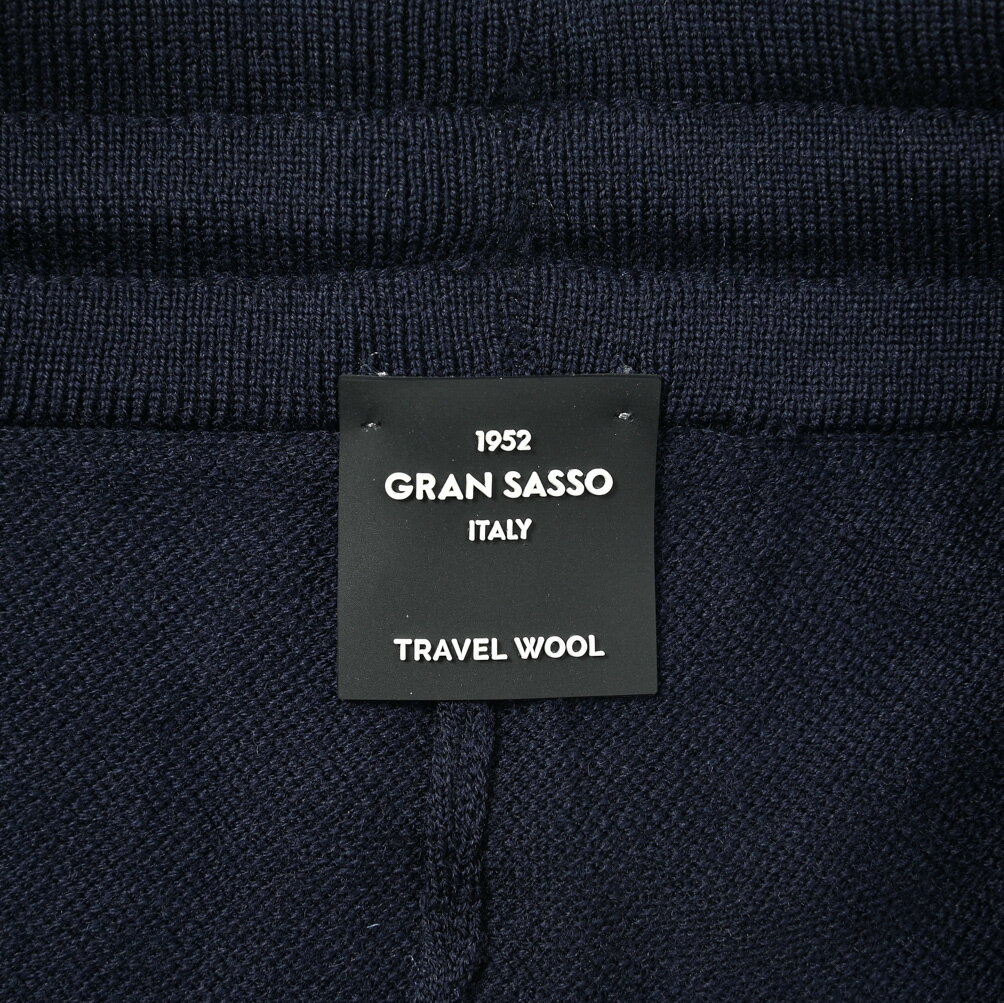 1952
GRAN SASSO
ITALY
TRAVEL WOOL